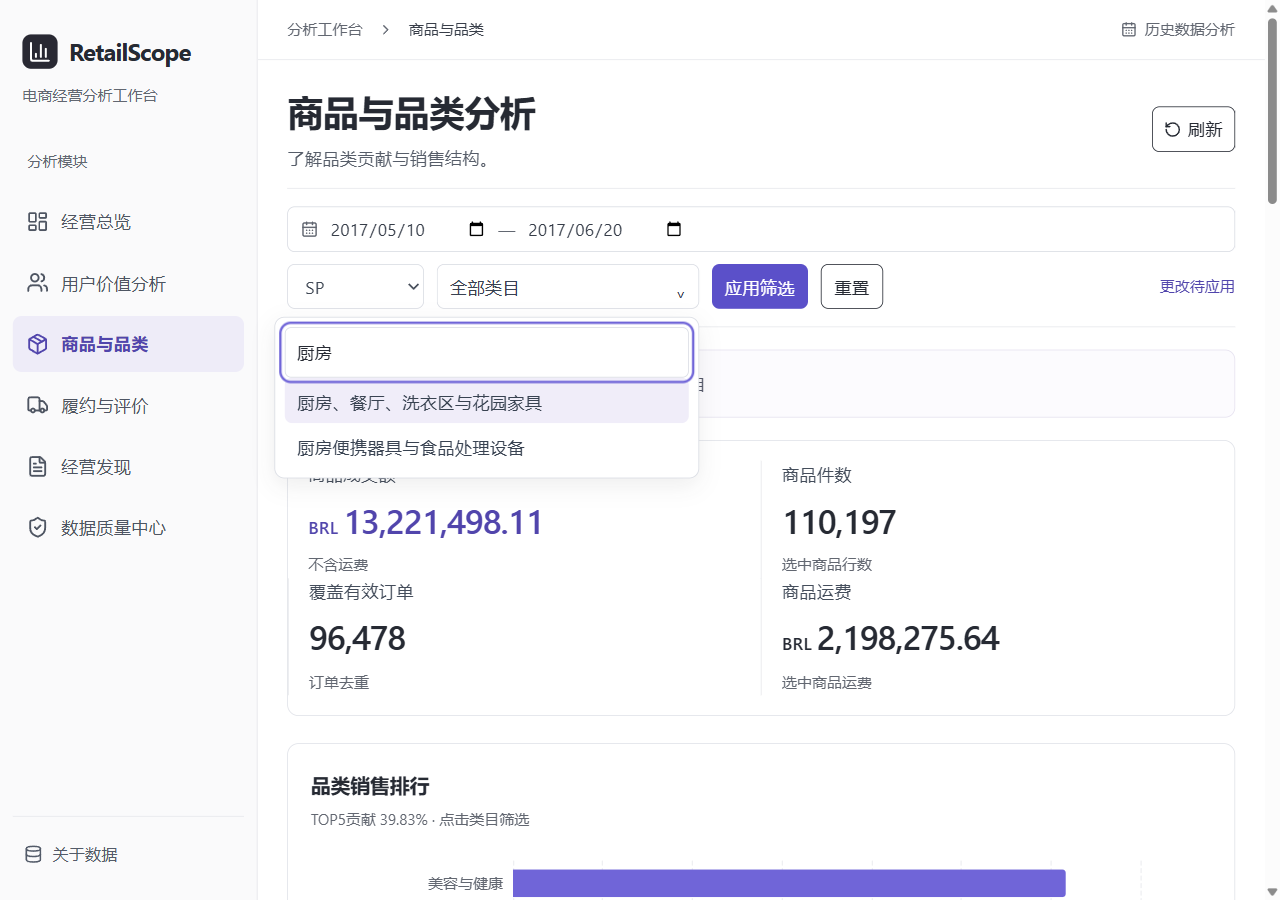 RetailScope
电商经营分析工作台
分析模块
经营总览
用户价值分析
商品与品类
履约与评价
经营发现
数据质量中心
关于数据
分析工作台 > 商品与品类
历史数据分析
商品与品类分析
了解品类贡献与销售结构。
刷新
2017/05/10 — 2017/06/20
SP 全部类目 应用筛选 重置 更改待应用
厨房
厨房、餐厅、洗衣区与花园家具
厨房便携器具与食品处理设备
BRL 13,221,498.11
不含运费
商品件数
110,197
选中商品行数
覆盖有效订单
96,478
订单去重
商品运费
BRL 2,198,275.64
选中商品运费
品类销售排行
TOP5贡献 39.83% · 点击类目筛选
美容与健康